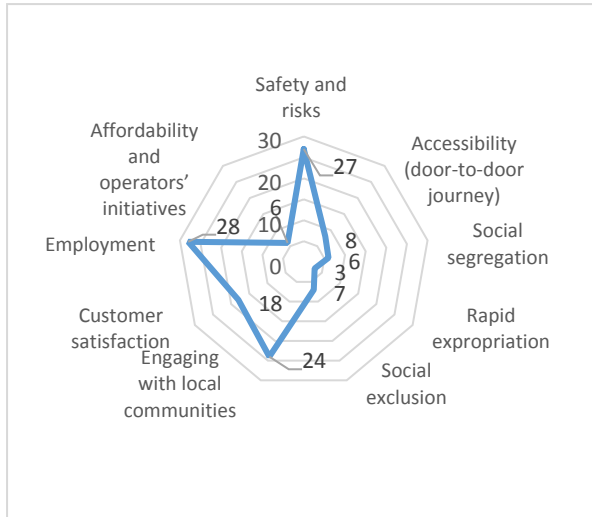 Safety and
risks
Accessibility
(door-to-door
journey)
Social
segregation
Rapid
expropriation
Social
exclusion
Engaging
with local
communities
Customer
satisfaction
Employment
Affordability
and
operators’
initiatives
30
20
10
0
27
8
6
3
7
24
18
28
6